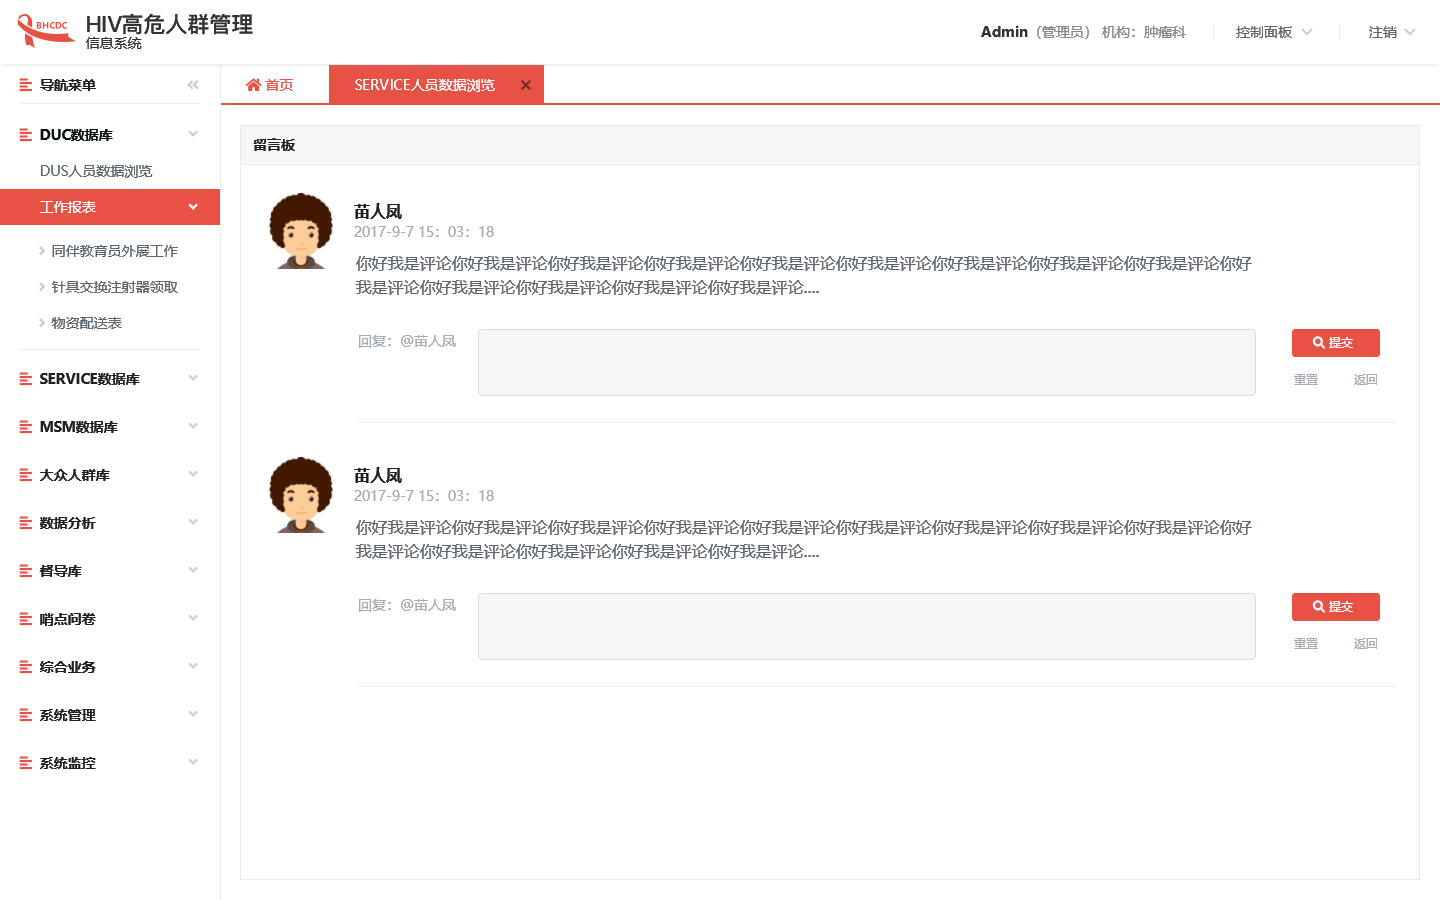 BHCDC
HIV高危人群管理
信息系统
Admin（管理员） 机构：肿瘤科
控制面板
注销
导航菜单
首页
SERVICE人员数据浏览
DUC数据库
DUS人员数据浏览
工作报表
同伴教育员外展工作
针具交换注射器领取
物资配送表
SERVICE数据库
MSM数据库
大众人群库
数据分析
督导库
哨点问卷
综合业务
系统管理
系统监控
留言板
苗人凤
2017-9-7 15：03：18
你好我是评论你好我是评论你好我是评论你好我是评论你好我是评论你好我是评论你好我是评论你好我是评论你好我是评论你好
我是评论你好我是评论你好我是评论你好我是评论你好我是评论....
回复：@苗人凤
提交
重置 返回
苗人凤
2017-9-7 15：03：18
你好我是评论你好我是评论你好我是评论你好我是评论你好我是评论你好我是评论你好我是评论你好我是评论你好我是评论你好
我是评论你好我是评论你好我是评论你好我是评论你好我是评论....
回复：@苗人凤
提交
重置 返回